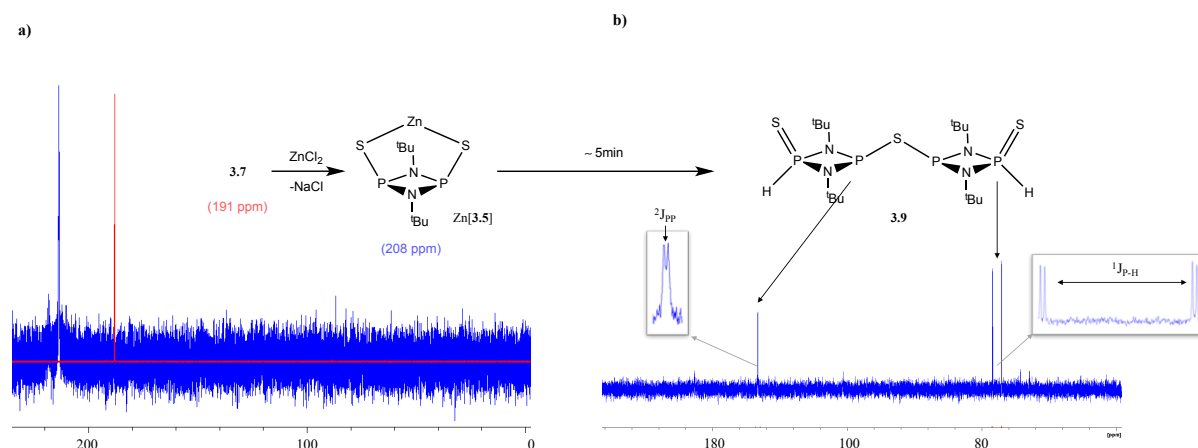 a)
b)
3.7
ZnCl2
-NaCl
(191 ppm)
Zn
S
S
tBu
P
N
P
N
tBu
Zn[3.5]
(208 ppm)
~ 5min
S
tBu
S
tBu
S
P
N
P
P
N
P
H
N
tBu
N
tBu
H
3.9
2JPP
1JP-H
200
100
0
180
100
80
[ppm]